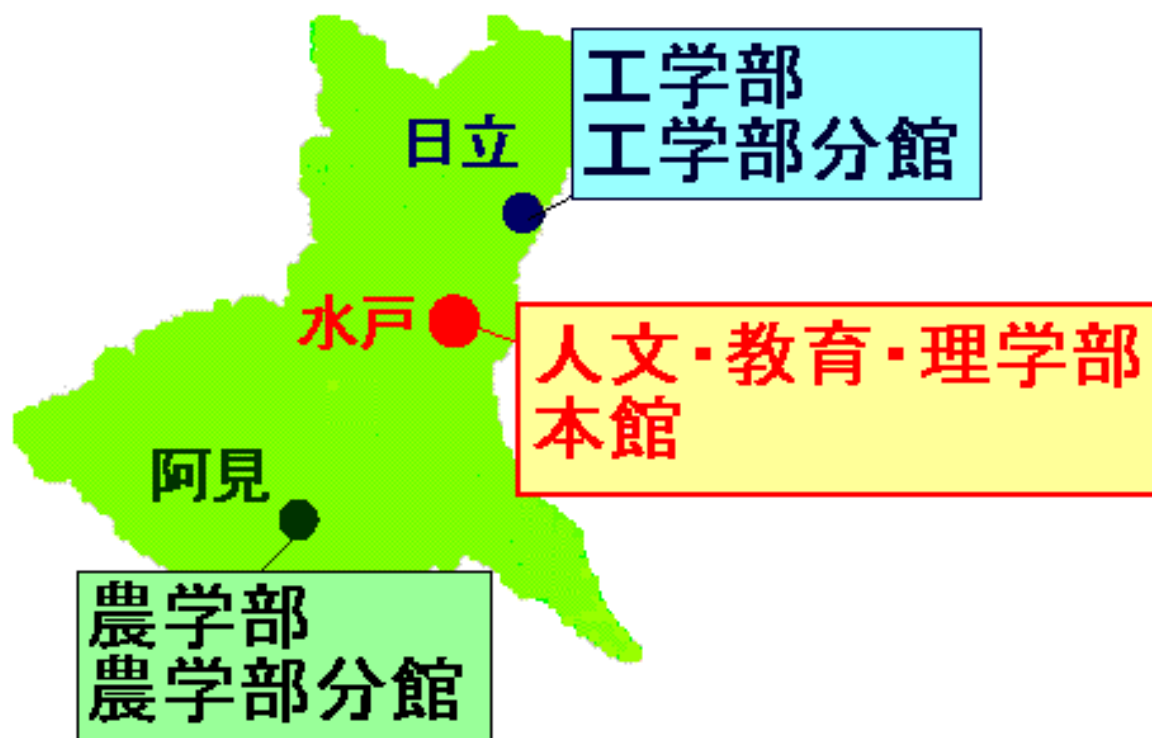 工学部
工学部分館
日立
水戸
人文・教育・理学部
本館
阿見
農学部
農学部分館